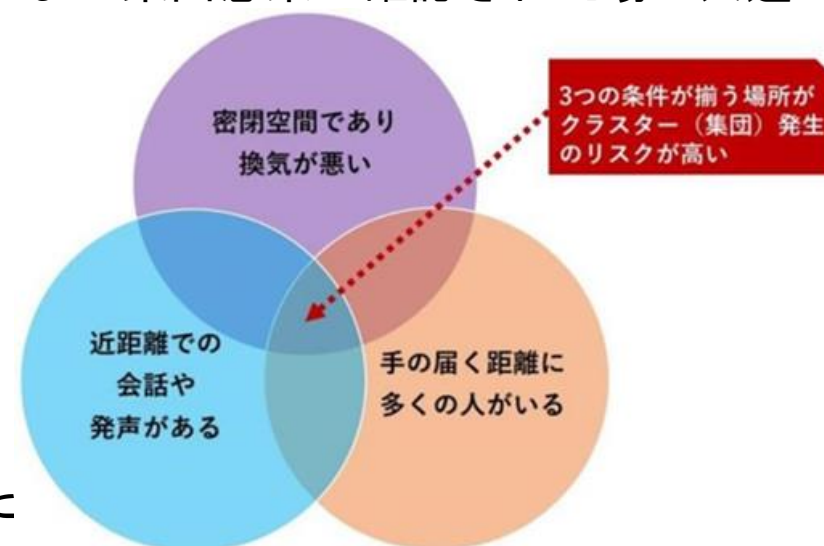 密閉空間であり
換気が悪い
3つの条件が揃う場所が
クラスター（集団）発生
のリスクが高い
近距離での
会話や
発声がある
手の届く距離に
多くの人がいる